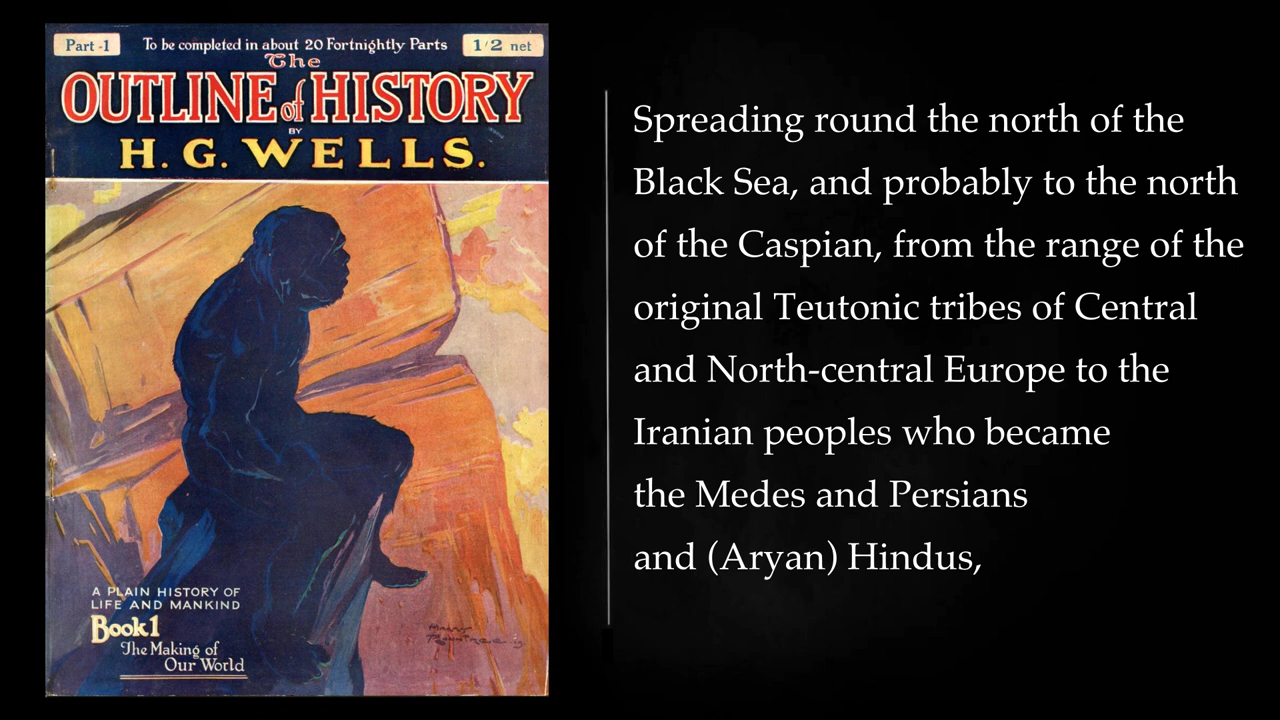 Part -1
To be completed in about 20 Fortnightly Parts
1/2 net
The
OUTLINE of HISTORY
BY
H. G. WELLS.
A PLAIN HISTORY OF
LIFE AND MANKIND
Book 1
The Making of
Our World
Spreading round the north of the
Black Sea, and probably to the north
of the Caspian, from the range of the
original Teutonic tribes of Central
and North-central Europe to the
Iranian peoples who became
the Medes and Persians
and (Aryan) Hindus,